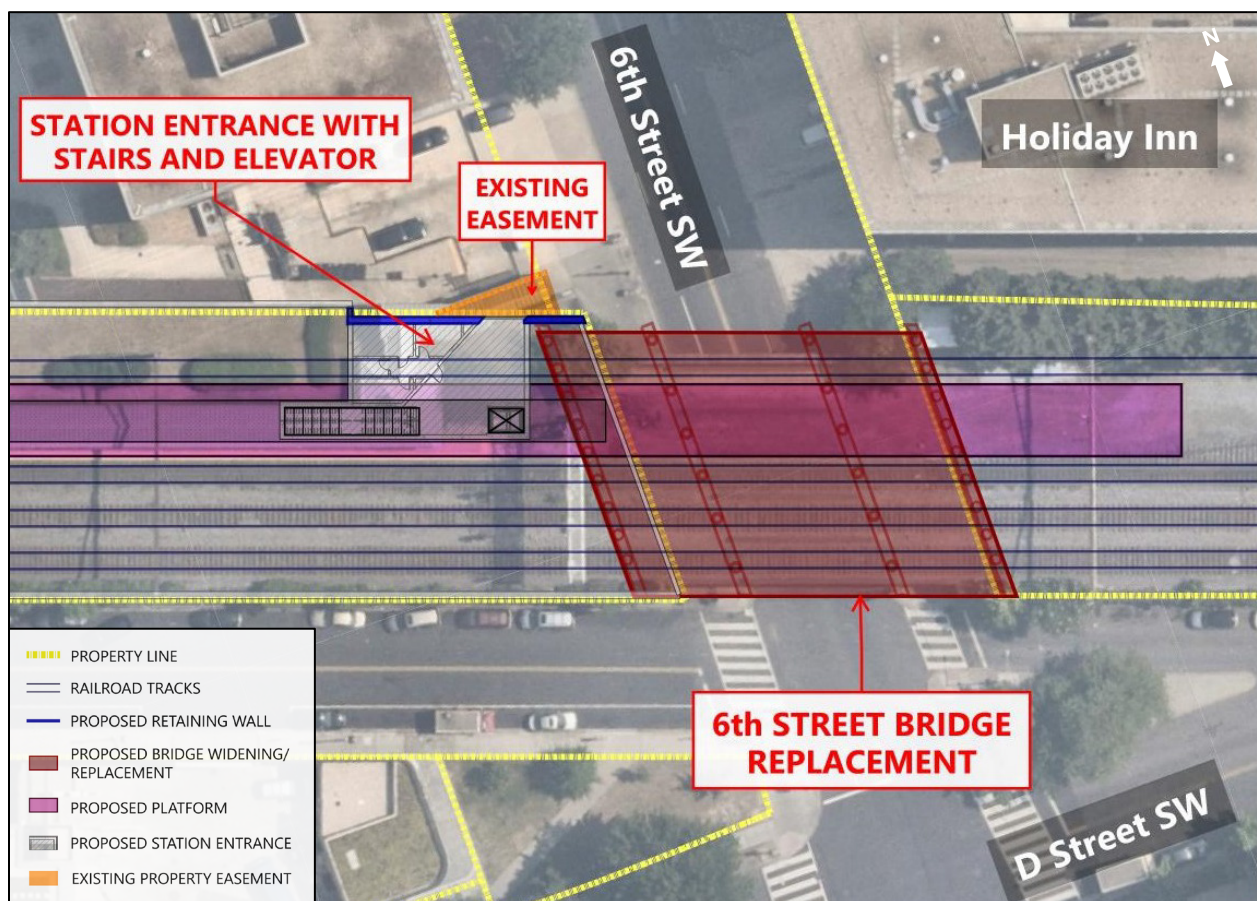 N
6th Street SW
Holiday Inn
STATION ENTRANCE WITH
STAIRS AND ELEVATOR
EXISTING
EASEMENT
6th STREET BRIDGE
REPLACEMENT
D Street SW
PROPERTY LINE
RAILROAD TRACKS
PROPOSED RETAINING WALL
PROPOSED BRIDGE WIDENING/
REPLACEMENT
PROPOSED PLATFORM
PROPOSED STATION ENTRANCE
EXISTING PROPERTY EASEMENT